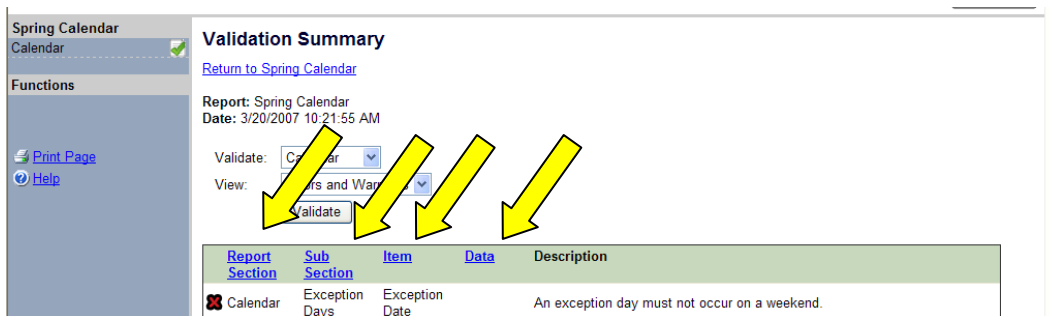 Spring Calendar
Calendar
Functions
Print Page
Help
Validation Summary
Return to Spring Calendar
Report: Spring Calendar
Date: 3/20/2007 10:21:55 AM
Validate:
View: and
Validate
Report Section Sub Section Item Data Description
Calendar Exception Days Exception Date An exception day must not occur on a weekend.